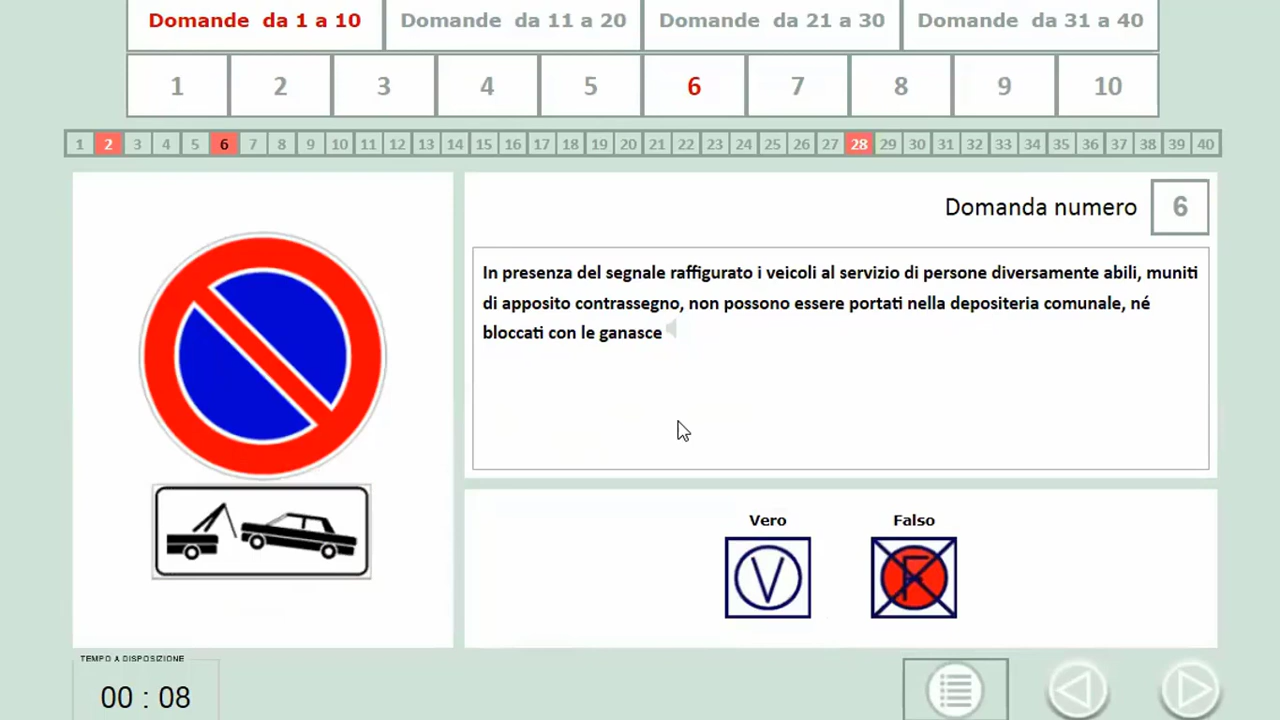 Domande da 1 a 10 Domande da 11 a 20 Domande da 21 a 30 Domande da 31 a 40
1 2 3 4 5 6 7 8 9 10
1 2 3 4 5 6 7 8 9 10 11 12 13 14 15 16 17 18 19 20 21 22 23 24 25 26 27 28 29 30 31 32 33 34 35 36 37 38 39 40
Domanda numero 6
In presenza del segnale raffigurato i veicoli al servizio di persone diversamente abili, muniti
di apposito contrassegno, non possono essere portati nella depositeria comunale, né
bloccati con le ganasce
Vero Falso
V F
TEMPO A DISPOSIZIONE
00 : 08